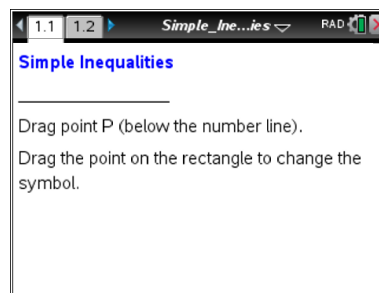 1.1 1.2 Simple_Ine...ies RAD
Simple Inequalities
Drag point P (below the number line).
Drag the point on the rectangle to change the
symbol.